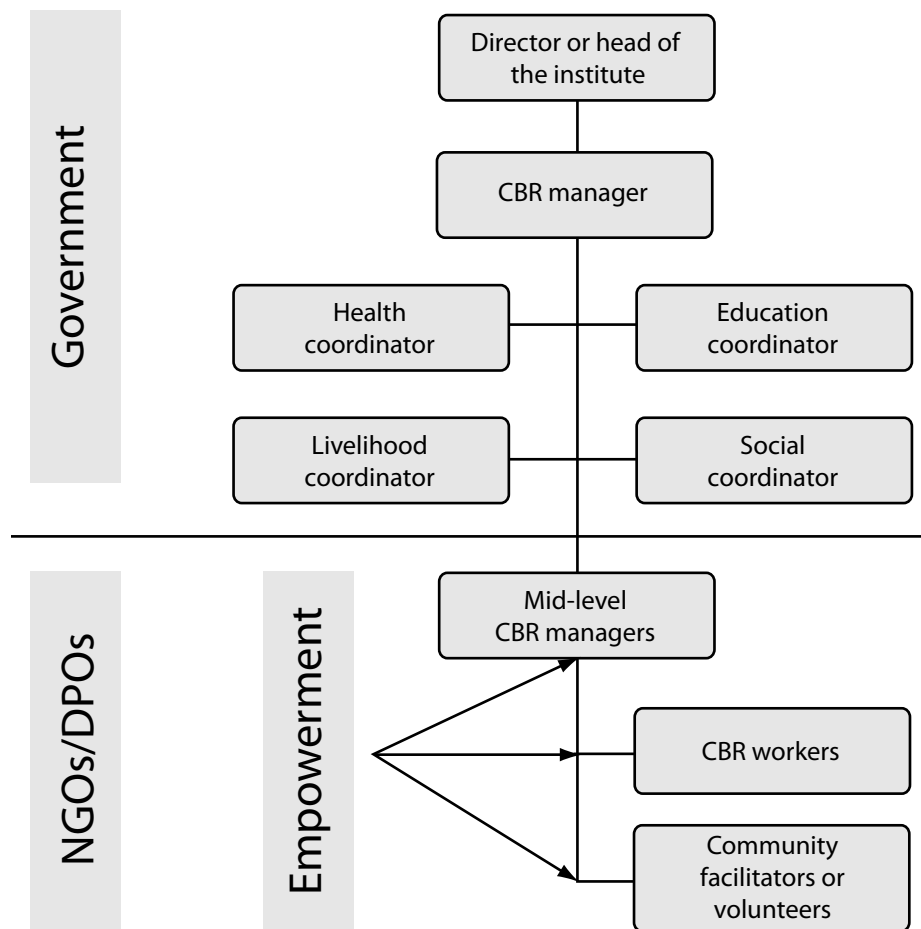 Government
Director or head of
the institute
CBR manager
Health
coordinator
Education
coordinator
Livelihood
coordinator
Social
coordinator
NGOs/DPOs
Empowerment
Mid-level
CBR managers
CBR workers
Community
facilitators or
volunteers